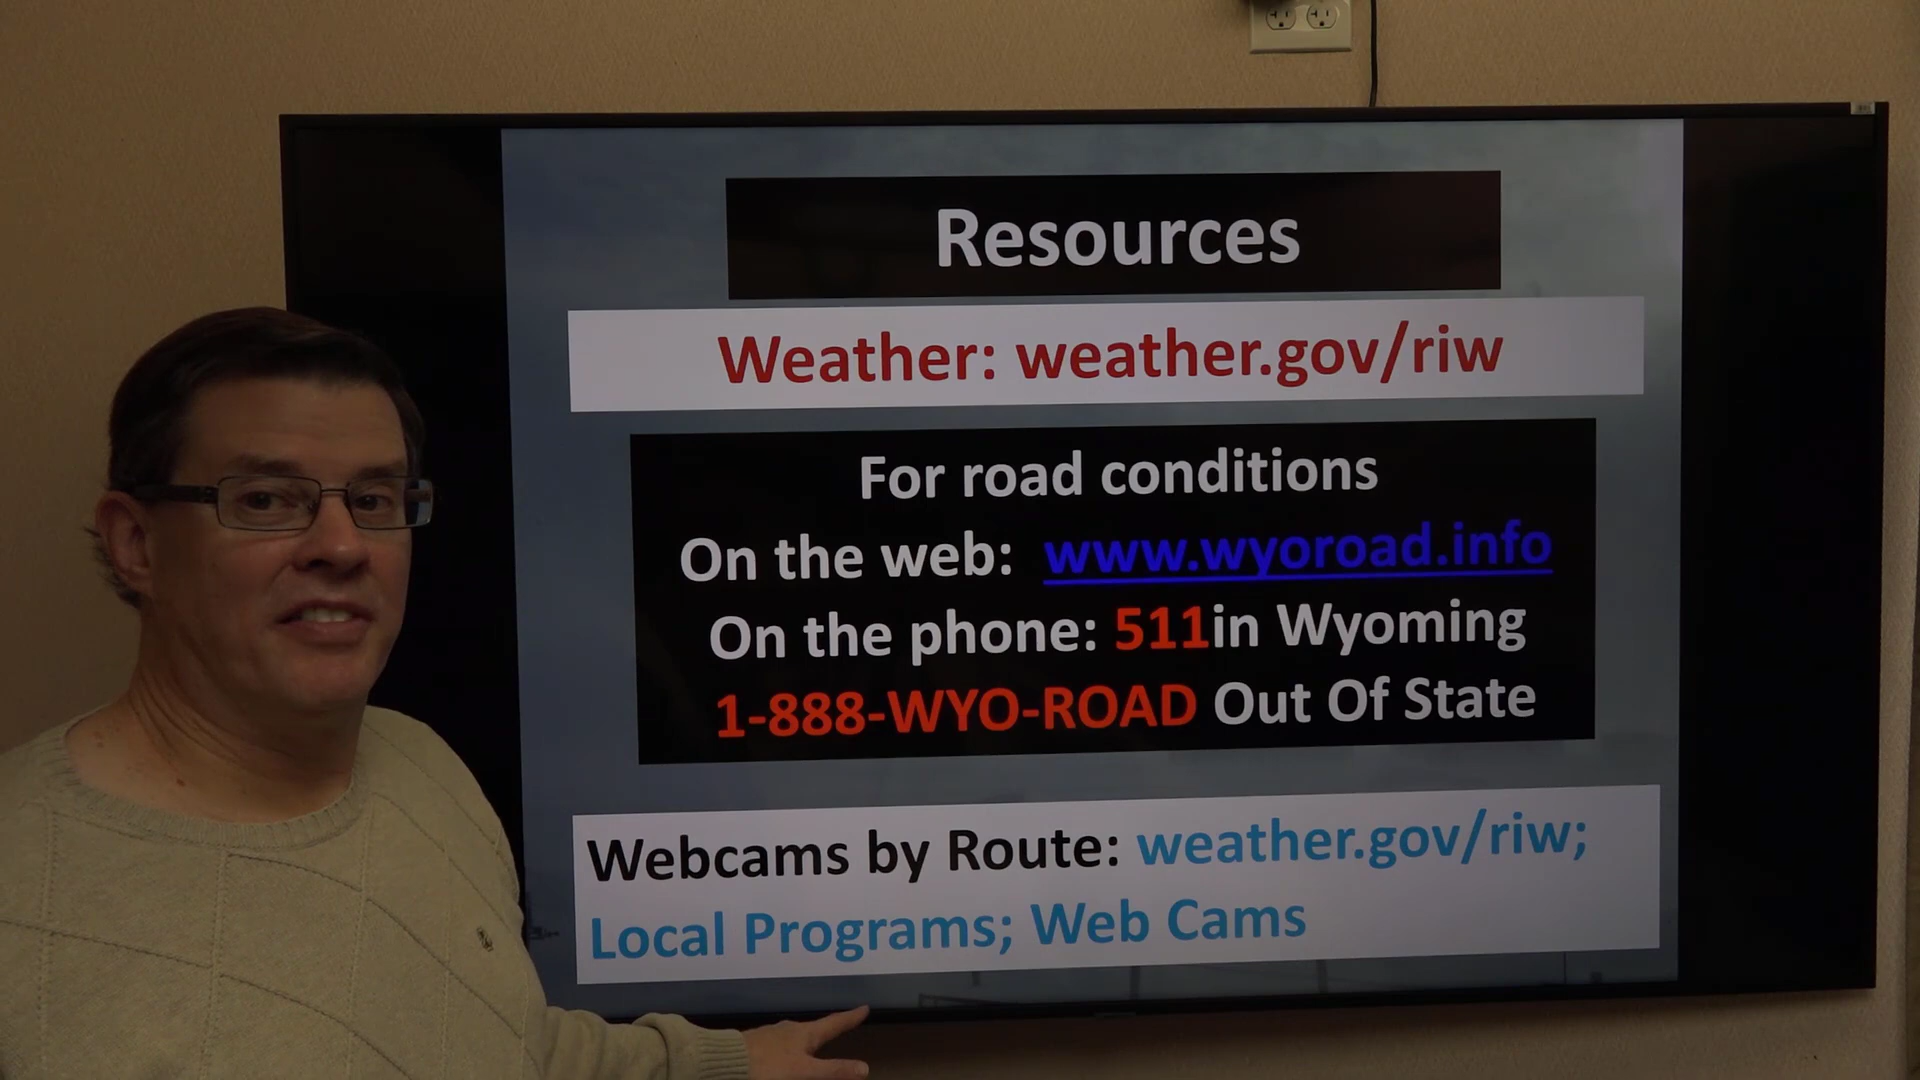 Resources
Weather: weather.gov/riw
For road conditions
On the web: www.wyoroad.info
On the phone: 511in Wyoming
1-888-WYO-ROAD Out Of State
Webcams by Route: weather.gov/riw;
Local Programs; Web Cams